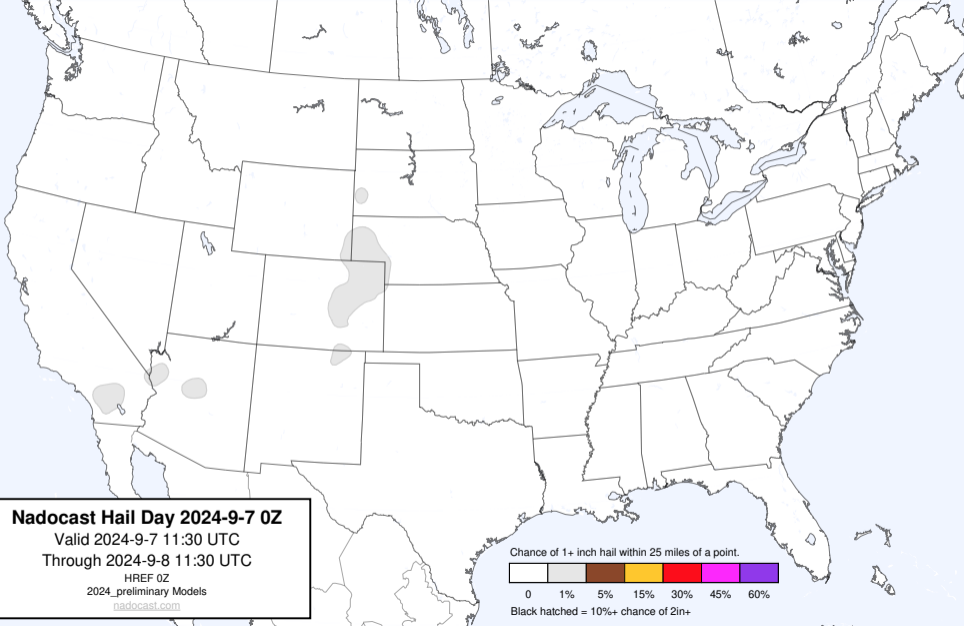 Nadocast Hail Day 2024-9-7 0Z
Valid 2024-9-7 11:30 UTC
Through 2024-9-8 11:30 UTC
HREF 0Z
2024_preliminary Models
nadocast.com
Chance of 1+ inch hail within 25 miles of a point.
0 1% 5% 15% 30% 45% 60%
Black hatched = 10%+ chance of 2in+